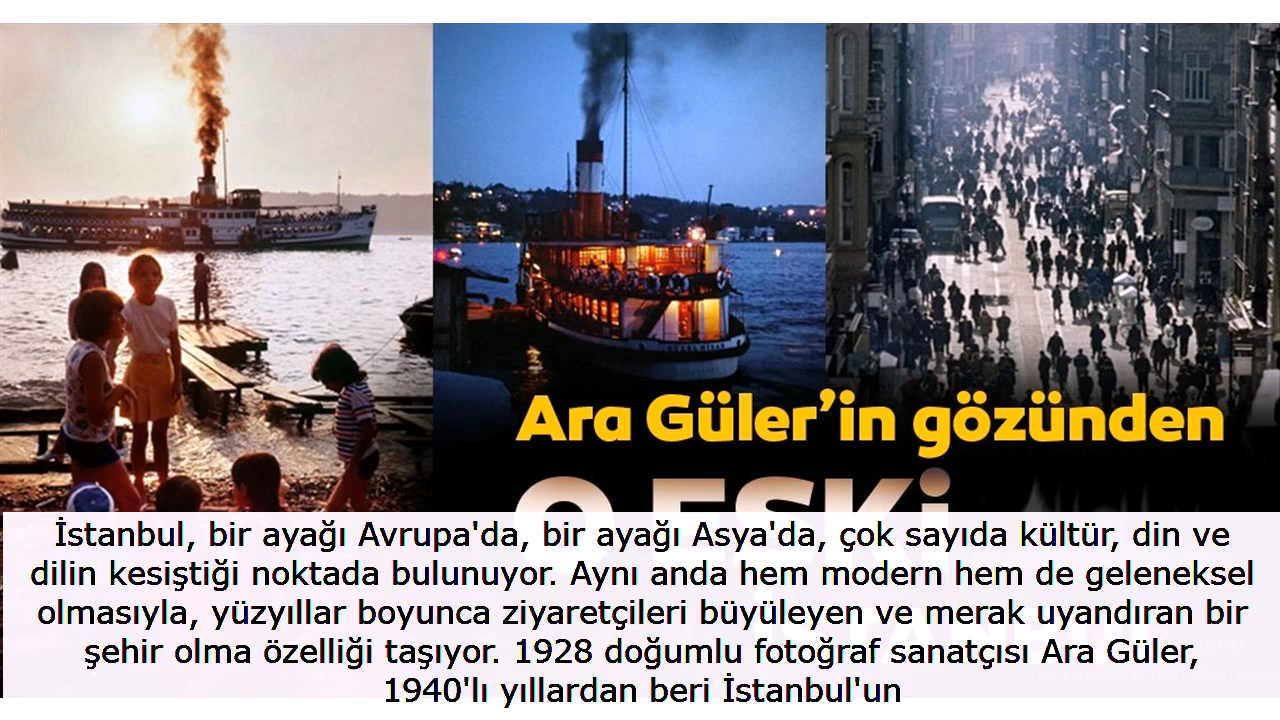 Ara Güler’in gözünden
O ESKİ
İstanbul, bir ayağı Avrupa'da, bir ayağı Asya'da, çok sayıda kültür, din ve
dilin kesiştiği noktada bulunuyor. Aynı anda hem modern hem de geleneksel
olmasıyla, yüzyıllar boyunca ziyaretçileri büyüleyen ve merak uyandıran bir
şehir olma özelliği taşıyor. 1928 doğumlu fotoğraf sanatçısı Ara Güler,
1940'lı yıllardan beri İstanbul'un